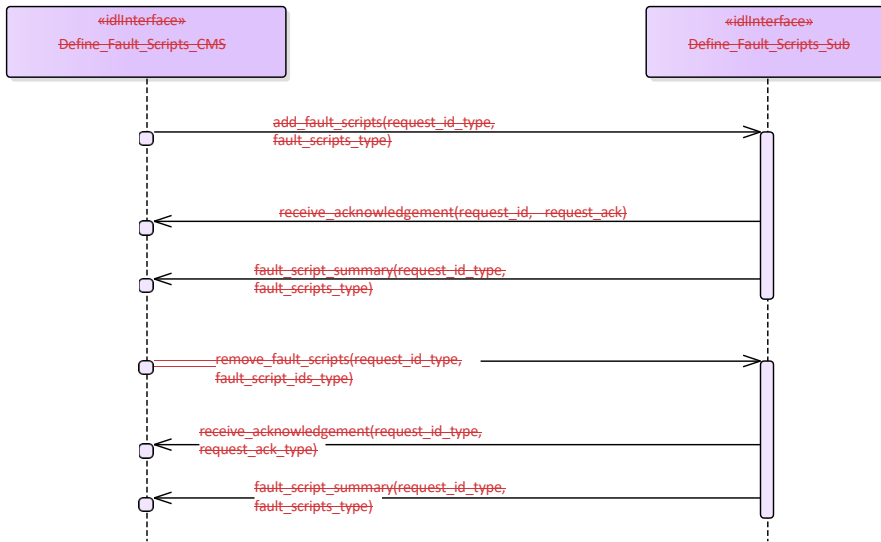 «idlInterface»
Define_Fault_Scripts_CMS
«idlInterface»
Define_Fault_Scripts_Sub
add_fault_scripts(request_id_type,
fault_scripts_type)
receive_acknowledgement(request_id, request_ack)
fault_script_summary(request_id_type,
fault_scripts_type)
remove_fault_scripts(request_id_type,
fault_script_ids_type)
receive_acknowledgement(request_id_type,
request_ack_type)
fault_script_summary(request_id_type,
fault_scripts_type)